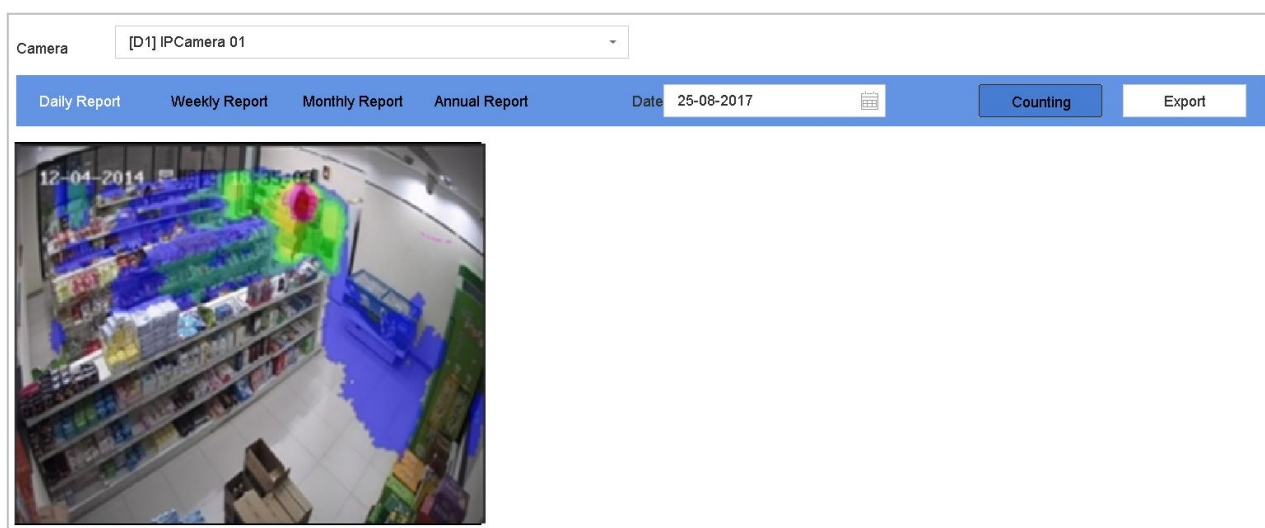 Camera
[D1] IPCamera 01
Daily Report Weekly Report Monthly Report Annual Report Date 25-08-2017 Counting Export
12-04-2014